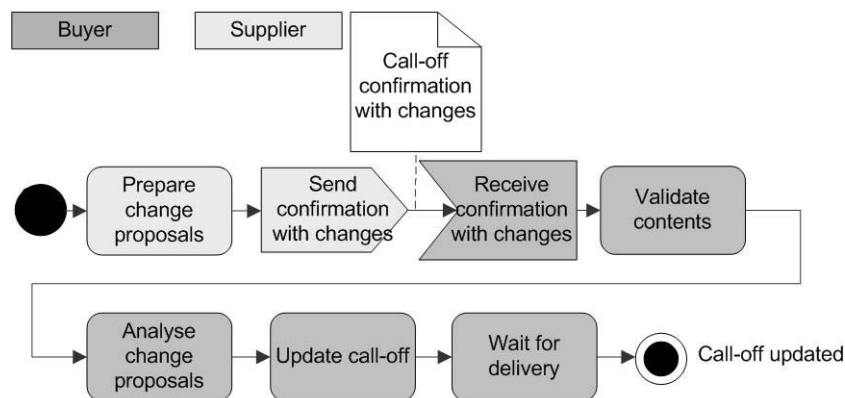 Buyer
Supplier
Call-off
confirmation
with changes
Prepare
change
proposals
Send
confirmation
with changes
Receive
confirmation
with changes
Validate
contents
Analyse
change
proposals
Update call-off
Wait for
delivery
Call-off updated